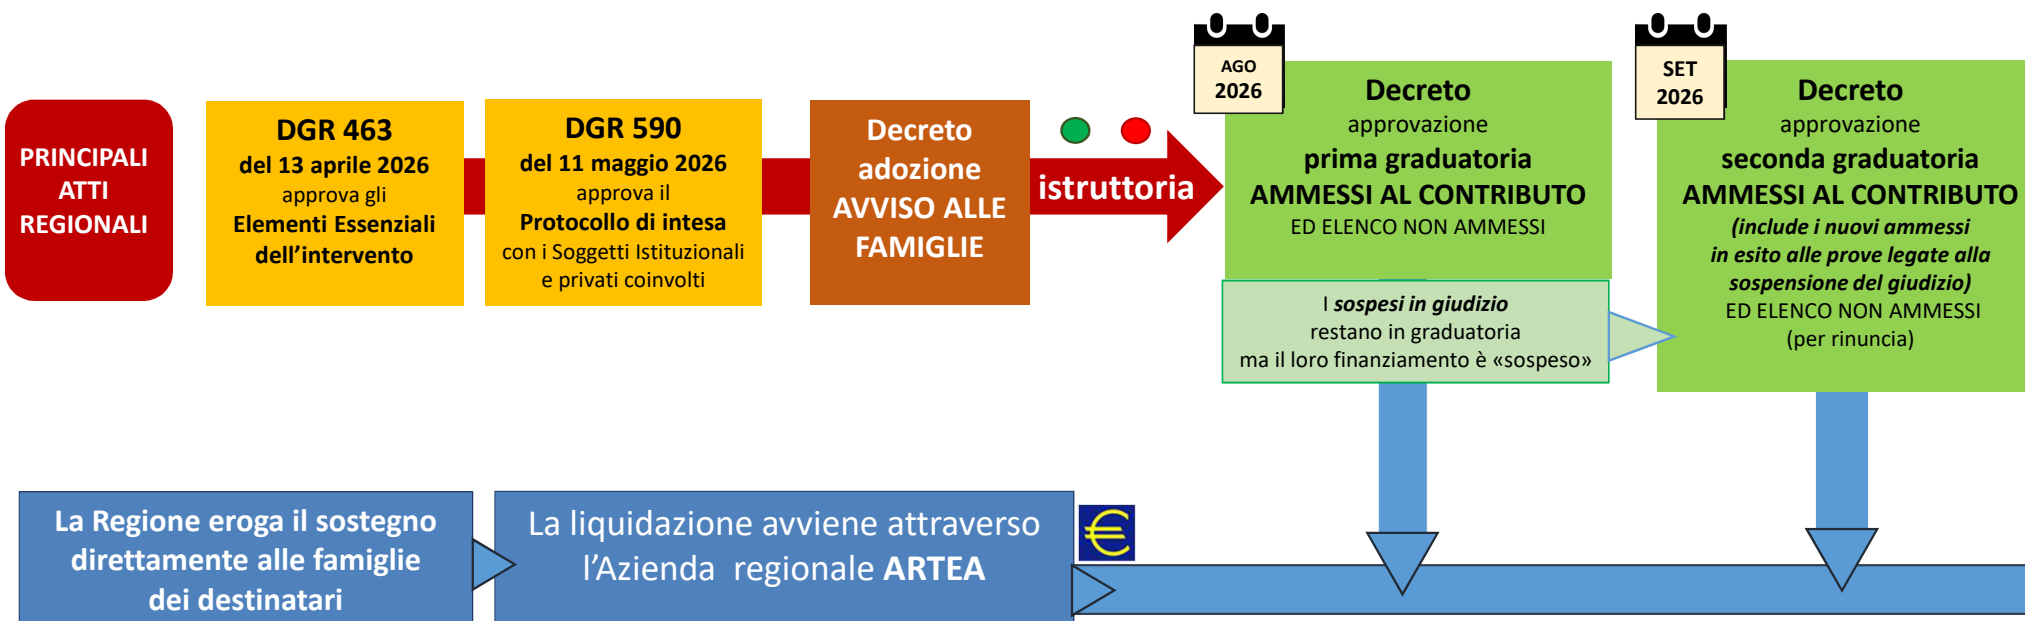 PRINCIPALI
ATTI
REGIONALI
DGR 463
del 13 aprile 2026
approva gli
Elementi Essenziali
dell’intervento
DGR 590
del 11 maggio 2026
approva il
Protocollo di intesa
con i Soggetti Istituzionali
e privati coinvolti
Decreto
adozione
AVVISO ALLE
FAMIGLIE
istruttoria
AGO
2026
Decreto
approvazione
prima graduatoria
AMMESSI AL CONTRIBUTO
ED ELENCO NON AMMESSI
I sospesi in giudizio
restano in graduatoria
ma il loro finanziamento è «sospeso»
SET
2026
Decreto
approvazione
seconda graduatoria
AMMESSI AL CONTRIBUTO
(include i nuovi ammessi
in esito alle prove legate alla
sospensione del giudizio)
ED ELENCO NON AMMESSI
(per rinuncia)
La Regione eroga il sostegno
direttamente alle famiglie
dei destinatari
La liquidazione avviene attraverso
l’Azienda regionale ARTEA
€